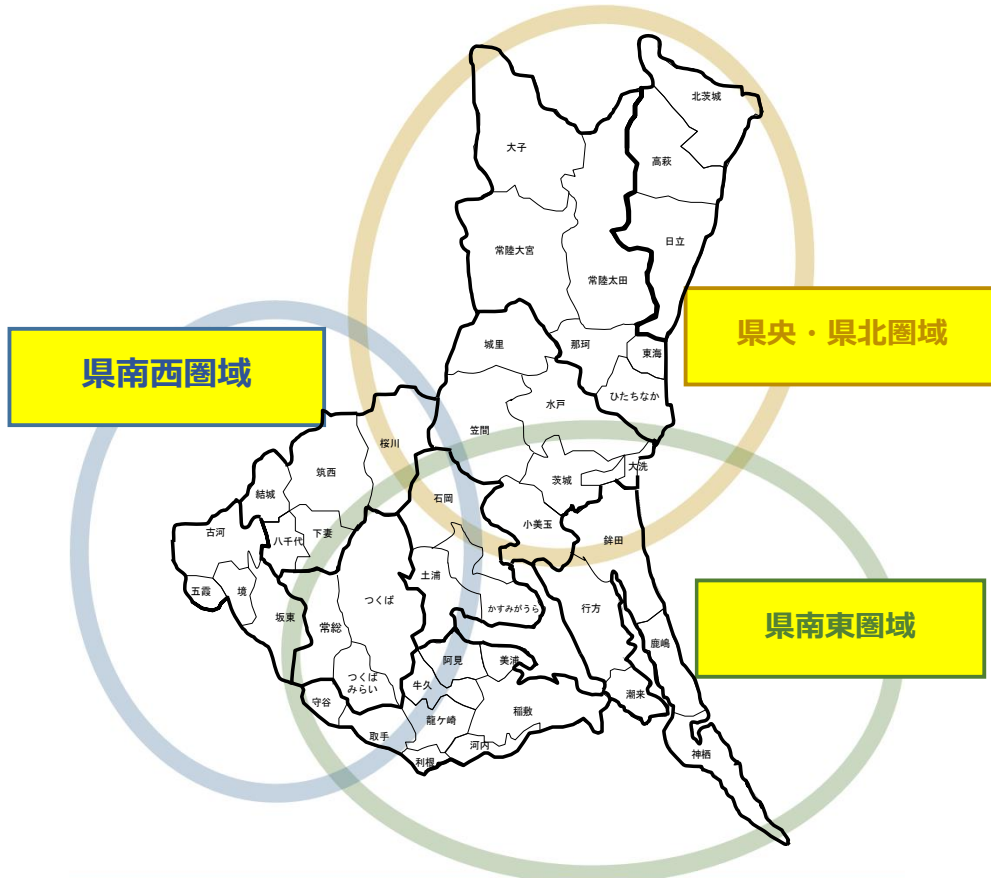 北茨城
大子
高萩
日立
常陸大宮
常陸太田
県央・県北圏域
城里
那珂
東海
県南西圏域
ひたちなか
水戸
笠間
桜川
筑西
大洗
茨城
結城
石岡
小美玉
古河
八千代
下妻
鉾田
土浦
つくば
五霞
境
かすみがうら
行方
坂東
常総
県南東圏域
鹿嶋
阿見
美浦
つくば
みらい
牛久
潮来
守谷
龍ケ崎
稲敷
取手
河内
神栖
利根